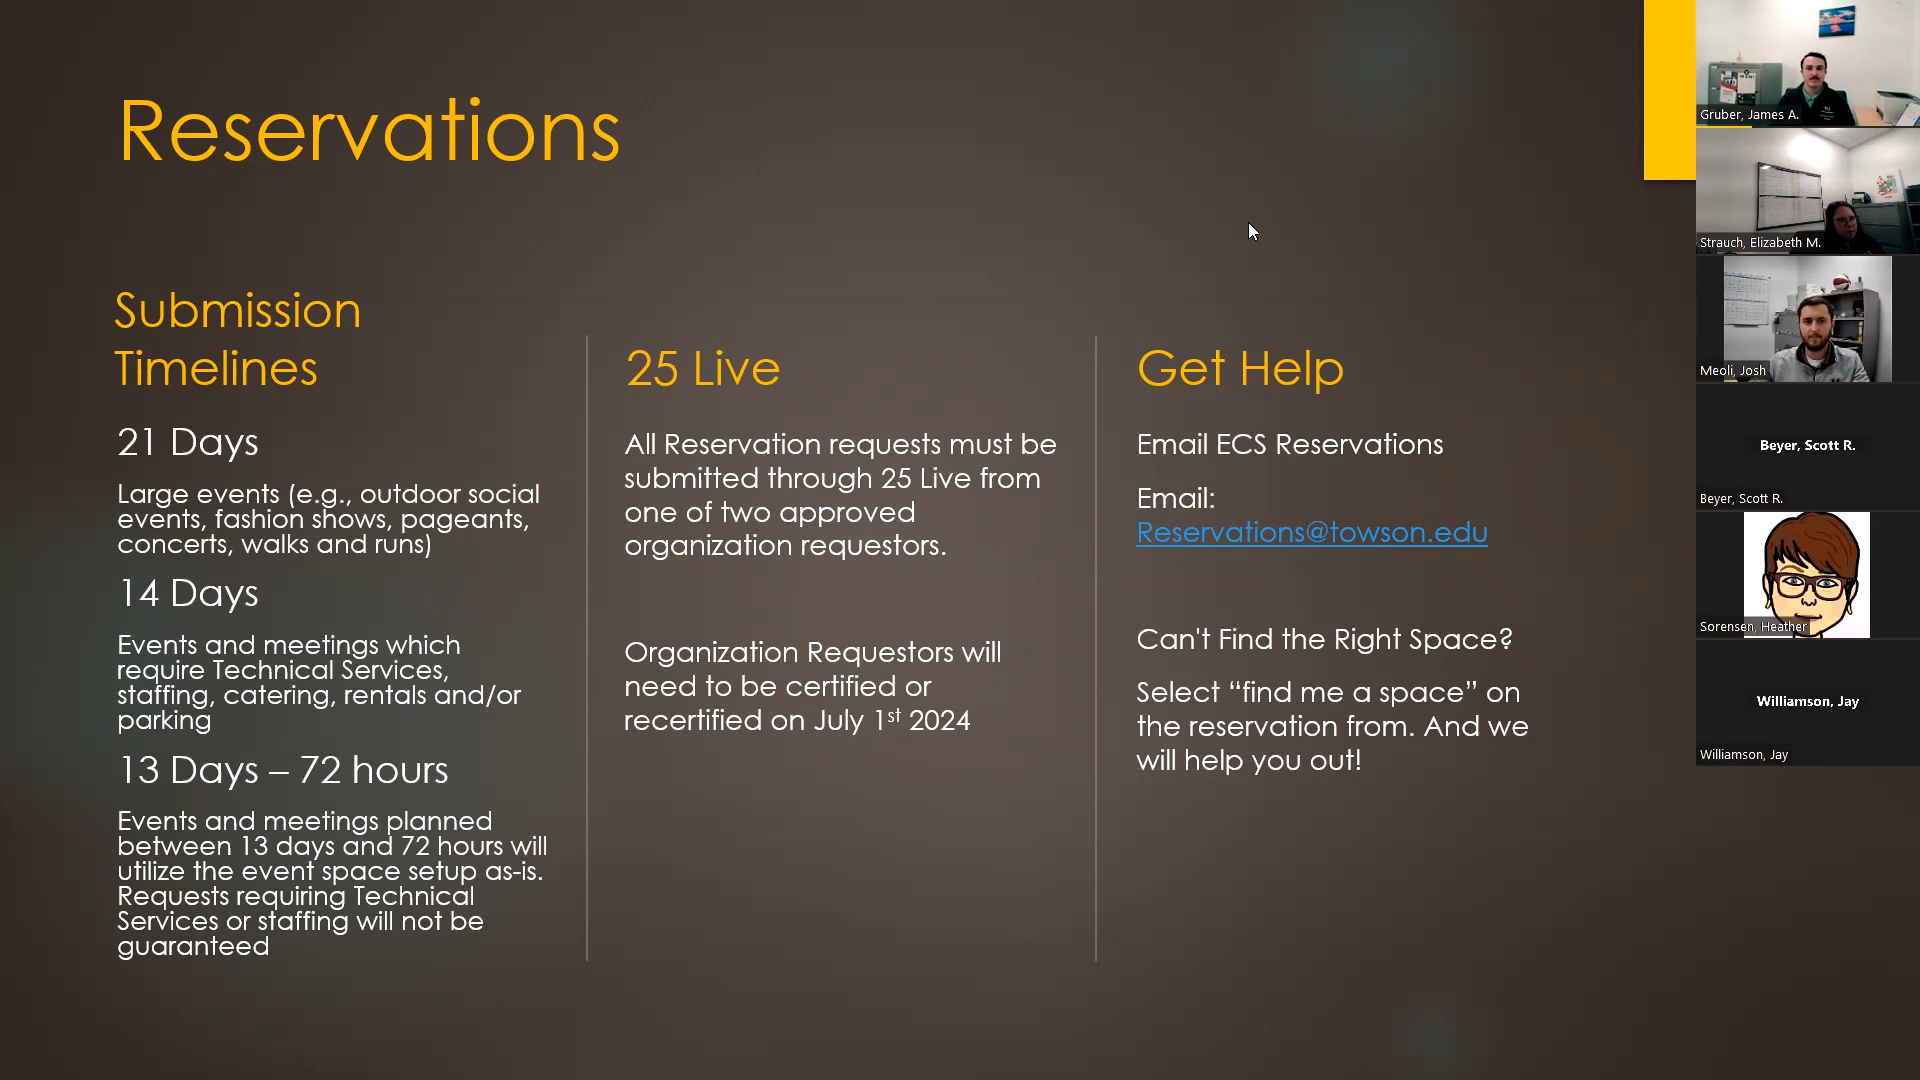 Reservations
Submission
Timelines
21 Days
Large events (e.g., outdoor social
events, fashion shows, pageants,
concerts, walks and runs)
14 Days
Events and meetings which
require Technical Services,
staffing, catering, rentals and/or
parking
13 Days – 72 hours
Events and meetings planned
between 13 days and 72 hours will
utilize the event space setup as-is.
Requests requiring Technical
Services or staffing will not be
guaranteed
25 Live
All Reservation requests must be
submitted through 25 Live from
one of two approved
organization requestors.
Organization Requestors will
need to be certified or
recertified on July 1st 2024
Get Help
Email ECS Reservations
Email:
Reservations@towson.edu
Can't Find the Right Space?
Select “find me a space” on
the reservation from. And we
will help you out!
Gruber, James A.
Strauch, Elizabeth M.
Meoli, Josh
Beyer, Scott R.
Beyer, Scott R.
Sorensen, Heather
Williamson, Jay
Williamson, Jay